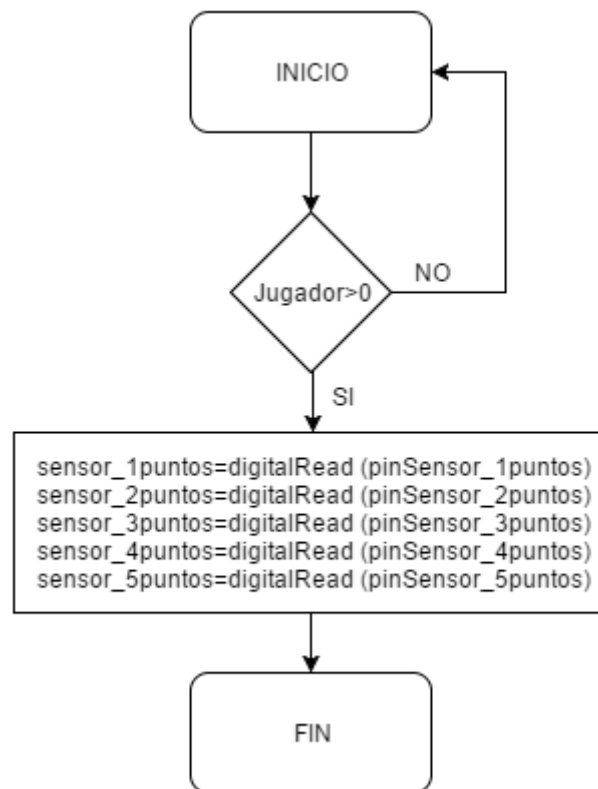 INICIO
Jugador>0
NO
SI
sensor_1puntos=digitalRead (pinSensor_1puntos)
sensor_2puntos=digitalRead (pinSensor_2puntos)
sensor_3puntos=digitalRead (pinSensor_3puntos)
sensor_4puntos=digitalRead (pinSensor_4puntos)
sensor_5puntos=digitalRead (pinSensor_5puntos)
FIN